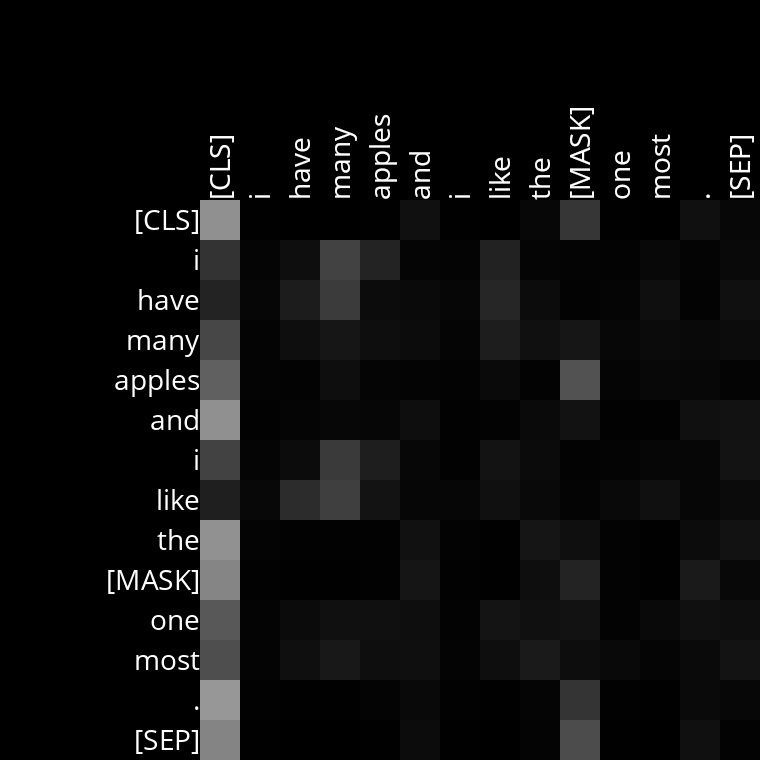 [CLS] i have many apples and i like the [MASK] one most . [SEP]
[CLS]
i
have
many
apples
and
i
like
the
[MASK]
one
most
.
[SEP]